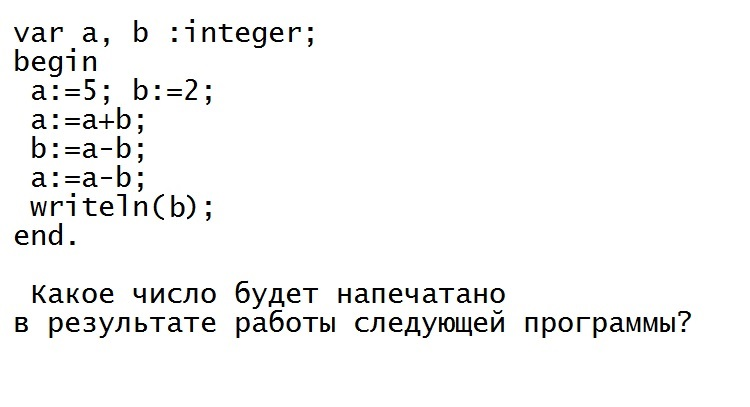 var a, b :integer;
begin
a:=5; b:=2;
a:=a+b;
b:=a-b;
a:=a-b;
writeln(b);
end.
Какое число будет напечатано
в результате работы следующей программы?